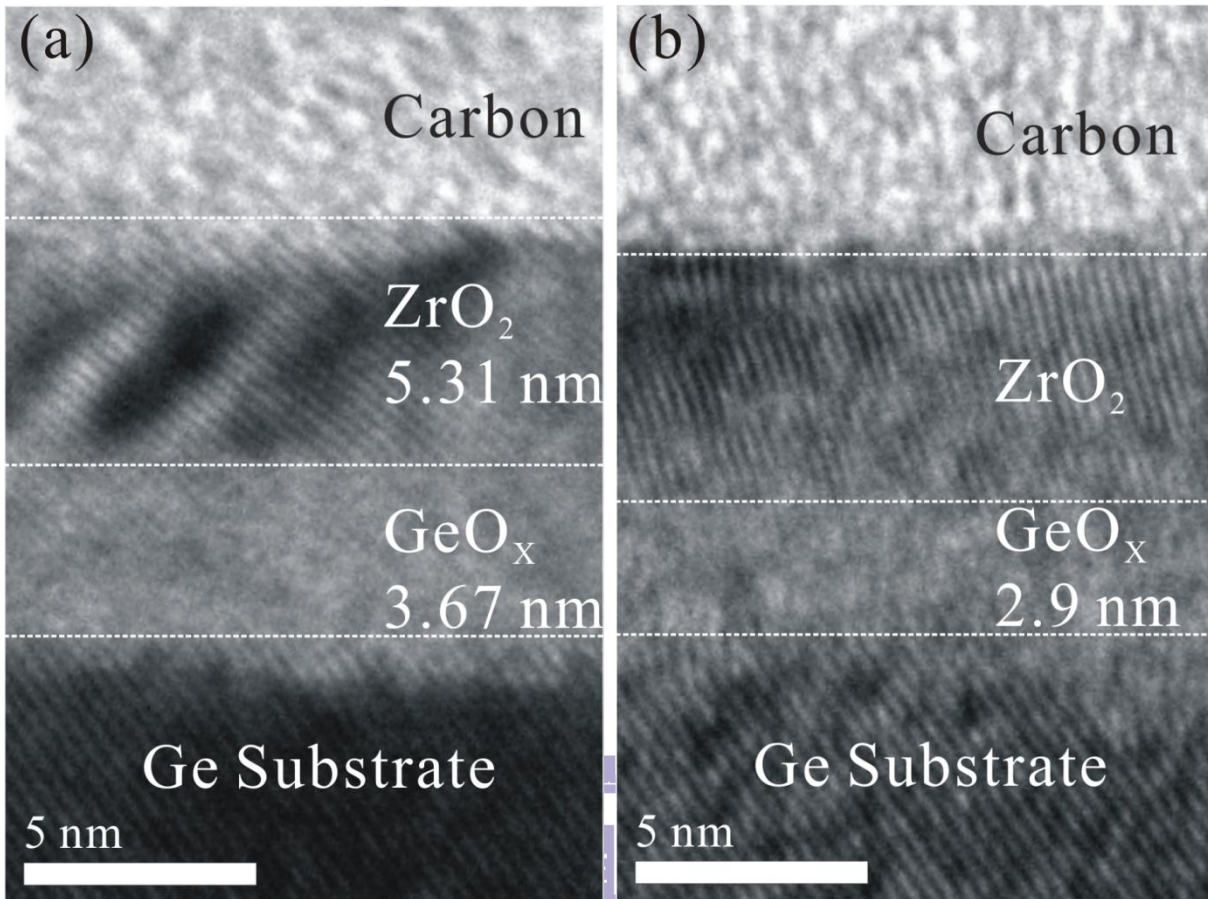 (a)
Carbon
ZrO₂
5.31 nm
GeOₓ
3.67 nm
Ge Substrate
5 nm
(b)
Carbon
ZrO₂
GeOₓ
2.9 nm
Ge Substrate
5 nm